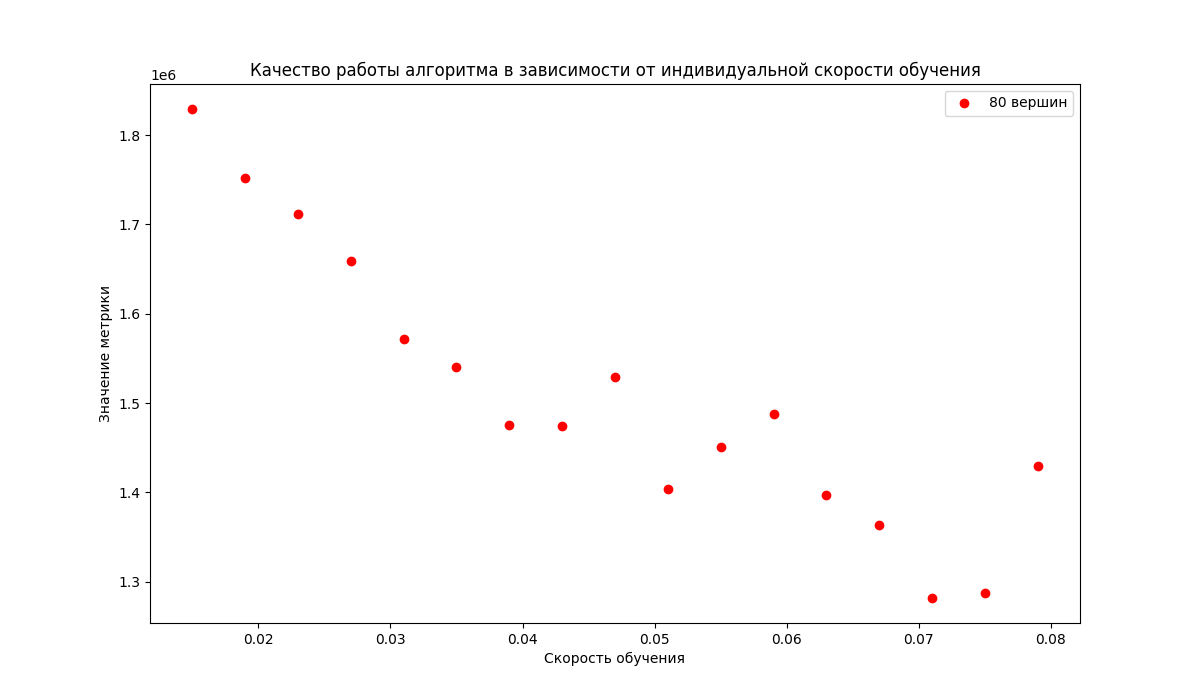 Качество работы алгоритма в зависимости от индивидуальной скорости обучения
1e6
80 вершин
1.8
1.7
1.6
1.5
1.4
1.3
Значение метрики
0.02 0.03 0.04 0.05 0.06 0.07 0.08
Скорость обучения